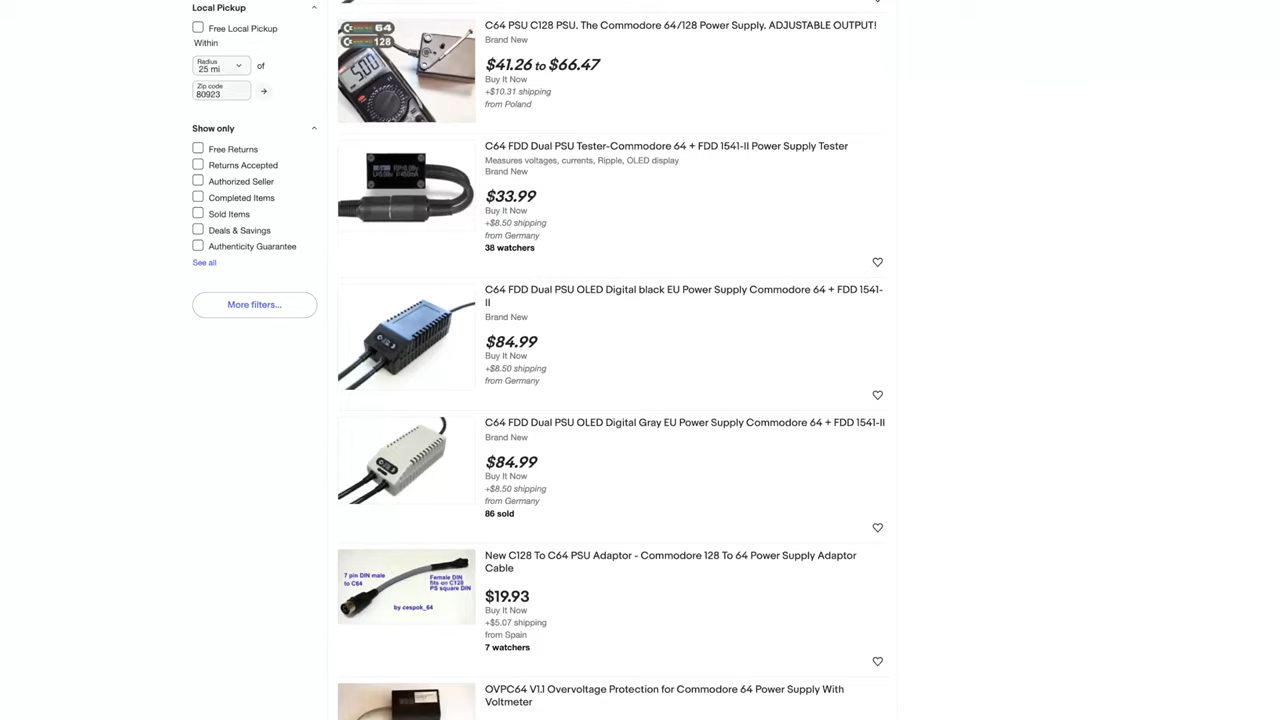 Local Pickup
Free Local Pickup
Within
Radius
25 mi
of
Zip code
80923
Show only
Free Returns
Returns Accepted
Authorized Seller
Completed Items
Sold Items
Deals & Savings
Authenticity Guarantee
See all
More filters...
64
128
500
C64 PSU C128 PSU. The Commodore 64/128 Power Supply. ADJUSTABLE OUTPUT!
Brand New
$41.26 to $66.47
Buy It Now
+$10.31 shipping
from Poland
C64 FDD Dual PSU Tester-Commodore 64 + FDD 1541-II Power Supply Tester
Measures voltages, currents, Ripple, OLED display
Brand New
$33.99
Buy It Now
+$8.50 shipping
from Germany
38 watchers
C64 FDD Dual PSU OLED Digital black EU Power Supply Commodore 64 + FDD 1541-
II
Brand New
$84.99
Buy It Now
+$8.50 shipping
from Germany
C64 FDD Dual PSU OLED Digital Gray EU Power Supply Commodore 64 + FDD 1541-II
Brand New
$84.99
Buy It Now
+$8.50 shipping
from Germany
86 sold
7 pin DIN male
to C64
Female DIN
fits on C128
PS square DIN
by cespok_64
New C128 To C64 PSU Adaptor - Commodore 128 To 64 Power Supply Adaptor
Cable
$19.93
Buy It Now
+$5.07 shipping
from Spain
7 watchers
OVPC64 V1.1 Overvoltage Protection for Commodore 64 Power Supply With
Voltmeter